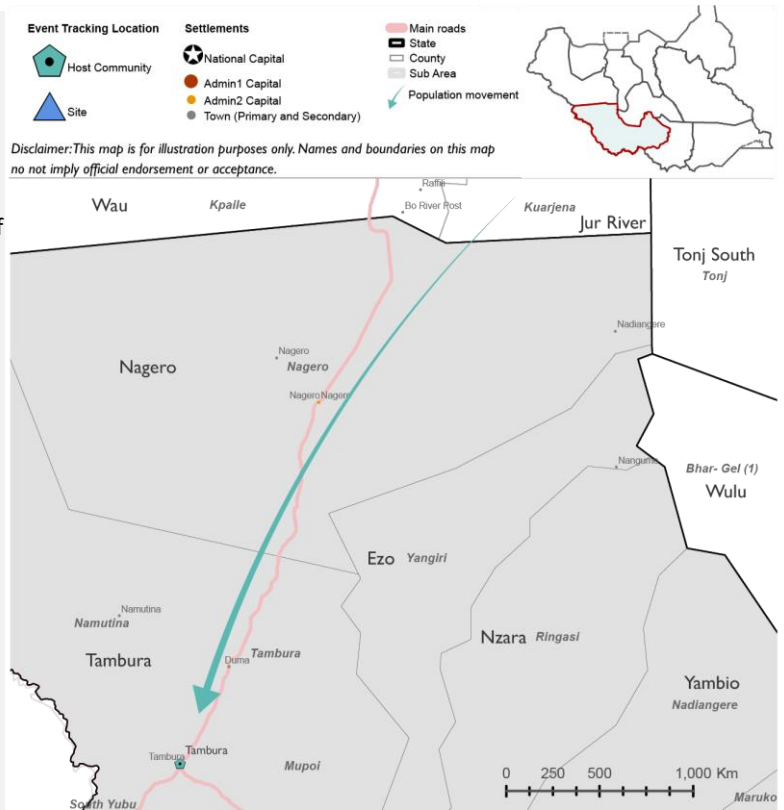 Event Tracking Location
Host Community
Site
Settlements
National Capital
Admin1 Capital
Admin2 Capital
Town (Primary and Secondary)
Main roads
State
County
Sub Area
Population movement
Disclaimer:This map is for illustration purposes only. Names and boundaries on this map
no not imply official endorsement or acceptance.
f
Raffili
Wau
Kpaile
Bo River Post
Kuarjena
Jur River
Tonj South
Tonj
Nadiangere
Nagero
Nagero
Nagero
Nagero Nagero
Bhar- Gel (1)
Wulu
Ezo
Yangiri
Namutina
Namutina
Nzara
Ringasi
Tambura
Duma
Tambura
Yambio
Nadiangere
Tambura
Tambura
Mupoi
South Yubu
0 250 500 1,000 Km
Maruko